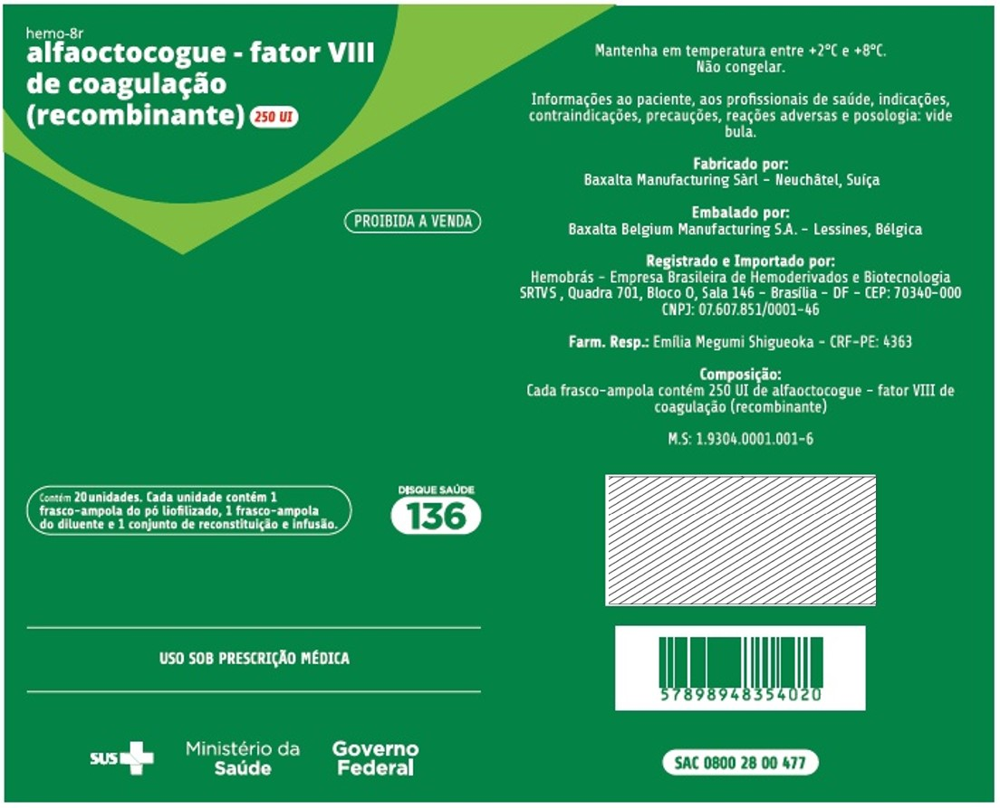 hemo-8r
alfaoctocogue - fator VIII
de coagulação
(recombinante) 250 UI
PROIBIDA A VENDA
Contém 20 unidades. Cada unidade contém 1
frasco-ampola do pó liofilizado, 1 frasco-ampola
do diluente e 1 conjunto de reconstituição e infusão.
DISQUE SAÚDE
136
USO SOB PRESCRIÇÃO MÉDICA
SUS
Ministério da
Saúde
Governo
Federal
Mantenha em temperatura entre +2°C e +8°C.
Não congelar.
Informações ao paciente, aos profissionais de saúde, indicações,
contraindicações, precauções, reações adversas e posologia: vide
bula.
Fabricado por:
Baxalta Manufacturing Sàrl - Neuchâtel, Suíça
Embalado por:
Baxalta Belgium Manufacturing S.A. - Lessines, Bélgica
Registrado e Importado por:
Hemobrás - Empresa Brasileira de Hemoderivados e Biotecnologia
SRTVS , Quadra 701, Bloco O, Sala 146 - Brasília - DF - CEP: 70340-000
CNPJ: 07.607.851/0001-46
Farm. Resp.: Emília Megumi Shigueoka - CRF-PE: 4363
Composição:
Cada frasco-ampola contém 250 UI de alfaoctocogue - fator VIII de
coagulação (recombinante)
M.S: 1.9304.0001.001-6
57898948354020
SAC 0800 28 00 477